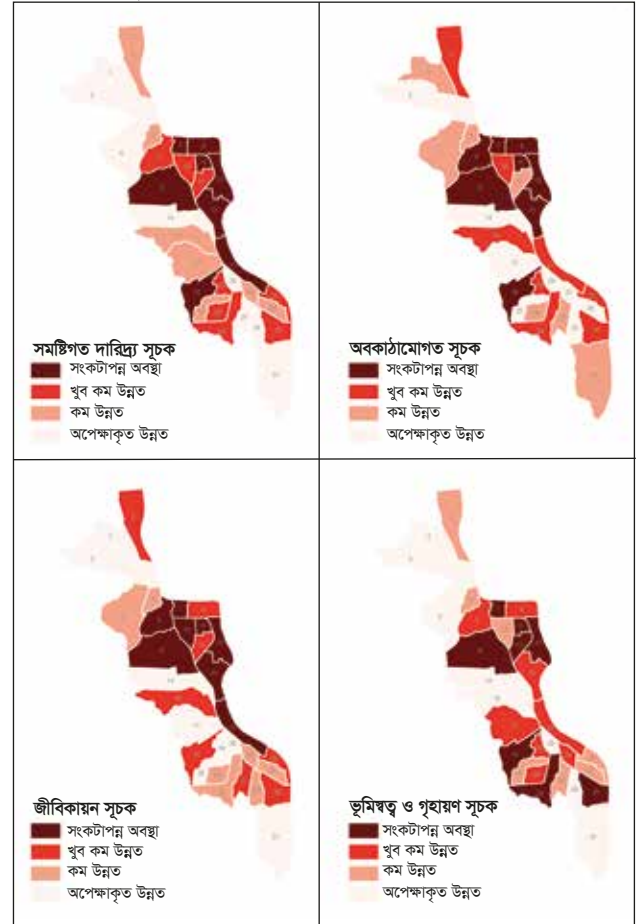 সমষ্টিগত দারিদ্র্য সূচক
সংকটাপন্ন অবস্থা
খুব কম উন্নত
কম উন্নত
অপেক্ষাকৃত উন্নত
অবকাঠামোগত সূচক
সংকটাপন্ন অবস্থা
খুব কম উন্নত
কম উন্নত
অপেক্ষাকৃত উন্নত
জীবিকায়ন সূচক
সংকটাপন্ন অবস্থা
খুব কম উন্নত
কম উন্নত
অপেক্ষাকৃত উন্নত
ভূমিস্বত্ব ও গৃহায়ণ সূচক
সংকটাপন্ন অবস্থা
খুব কম উন্নত
কম উন্নত
অপেক্ষাকৃত উন্নত